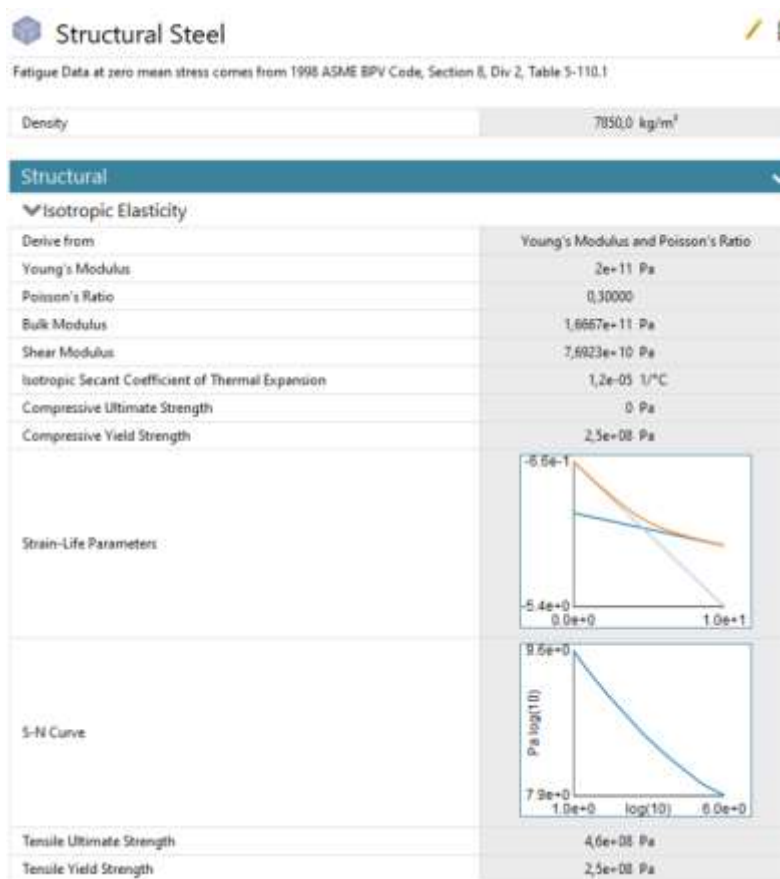 Structural Steel
Fatigue Data at zero mean stress comes from 1998 ASME BPV Code, Section 8, Div 2, Table 5-110.1
Density 7850,0 kg/m³
Structural
Isotropic Elasticity
Derive from Young's Modulus and Poisson's Ratio
Young's Modulus 2e+11 Pa
Poisson's Ratio 0,30000
Bulk Modulus 1,6667e+11 Pa
Shear Modulus 7,6923e+10 Pa
Isotropic Secant Coefficient of Thermal Expansion 1,2e-05 1/°C
Compressive Ultimate Strength 0 Pa
Compressive Yield Strength 2,5e+08 Pa
-6.6e-1
Strain-Life Parameters
-5.4e+0
0.0e+0 1.0e+1
9.6e+0
Pa log(10)
S-N Curve
7.9e+0
1.0e+0 log(10) 6.0e+0
Tensile Ultimate Strength 4,6e+08 Pa
Tensile Yield Strength 2,5e+08 Pa